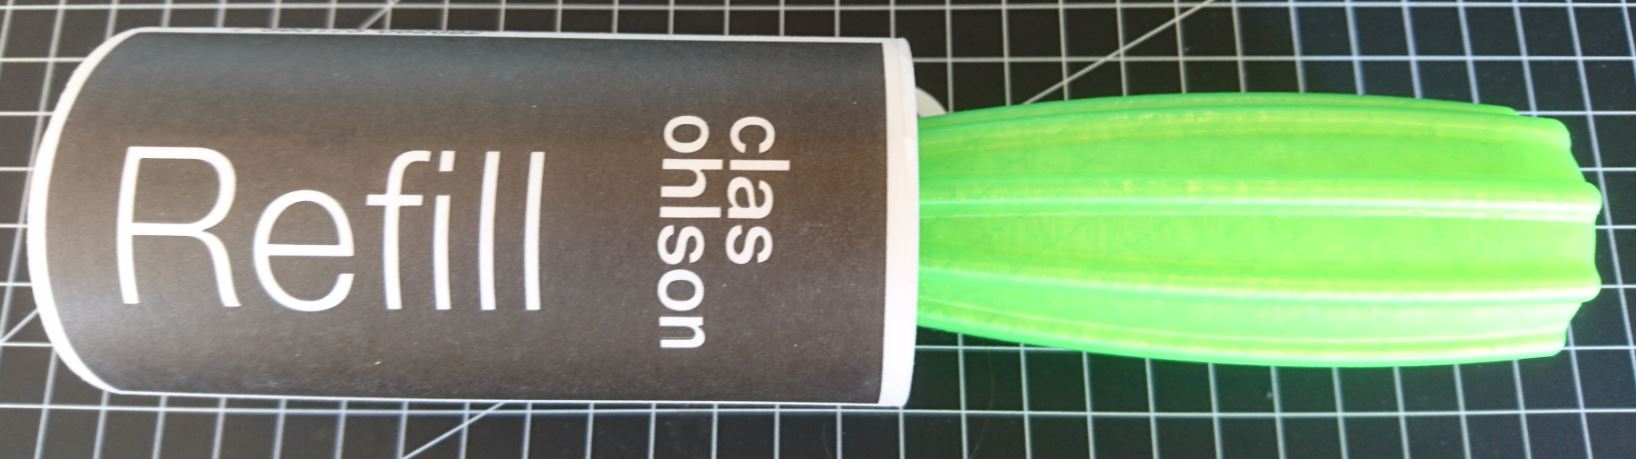 Refill
clas
ohlson